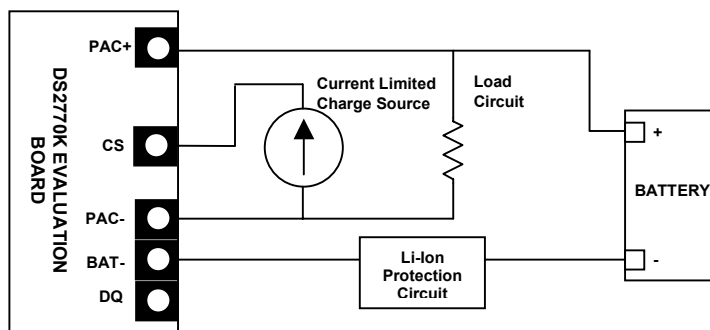 DS2770K EVALUATION
BOARD
PAC+
CS
PAC-
BAT-
DQ
Current Limited
Charge Source
Load
Circuit
Li-Ion
Protection
Circuit
+
BATTERY
-